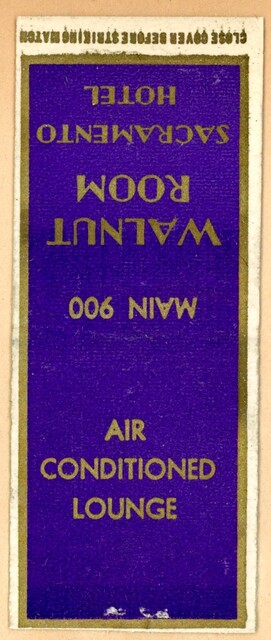 CLOSE COVER BEFORE STRIKING MATCH
WALNUT
ROOM
SACRAMENTO
HOTEL
MAIN 900
AIR
CONDITIONED
LOUNGE